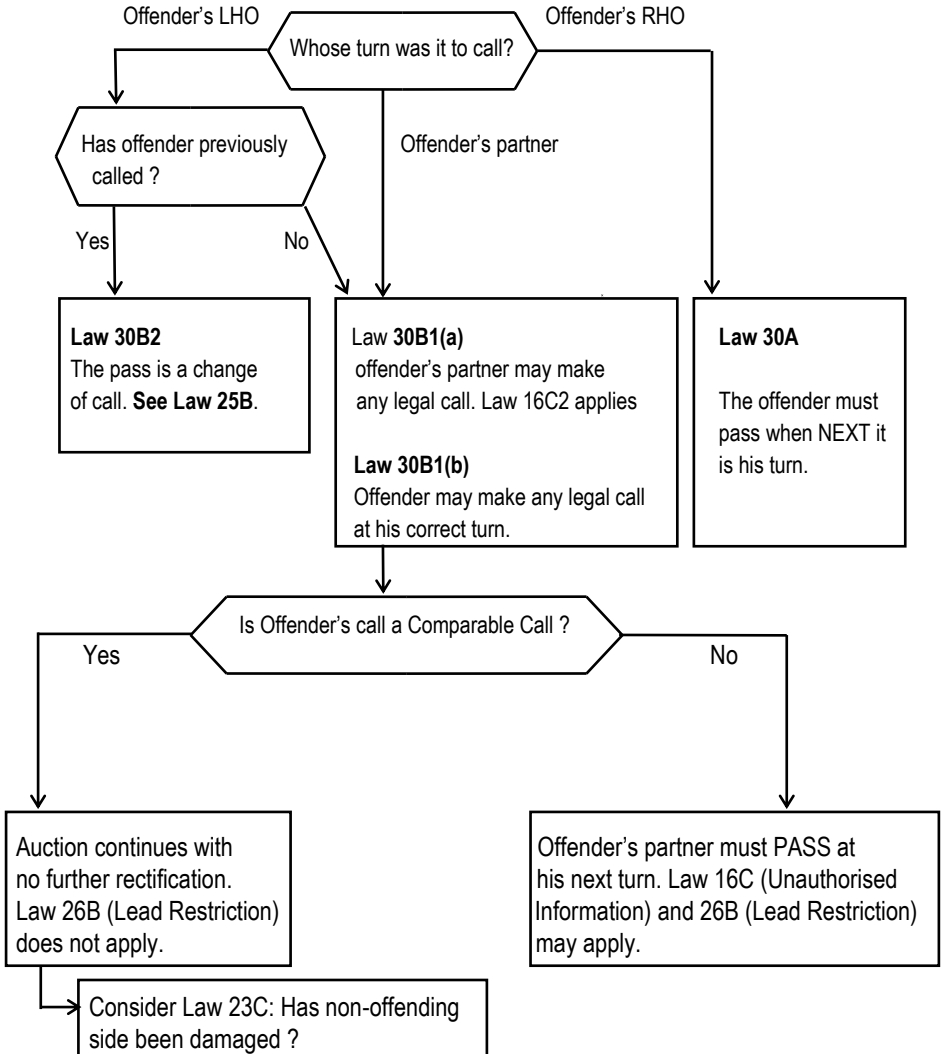 Offender's LHO
Offender's RHO
Whose turn was it to call?
Has offender previously
called ?
Offender's partner
Yes
No
Law 30B2
The pass is a change
of call. See Law 25B.
Law 30B1(a)
offender's partner may make
any legal call. Law 16C2 applies
Law 30B1(b)
Offender may make any legal call
at his correct turn.
Law 30A
The offender must
pass when NEXT it
is his turn.
Is Offender's call a Comparable Call ?
Yes
No
Auction continues with
no further rectification.
Law 26B (Lead Restriction)
does not apply.
Offender's partner must PASS at
his next turn. Law 16C (Unauthorised
Information) and 26B (Lead Restriction)
may apply.
Consider Law 23C: Has non-offending
side been damaged ?